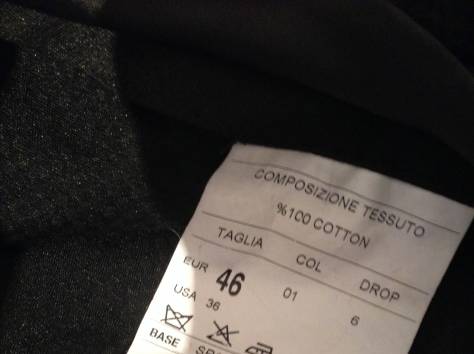 COMPOSIZIONE TESSUTO
%100 COTTON
TAGLIA COL DROP
EUR 46 01 6
USA 36
BASE